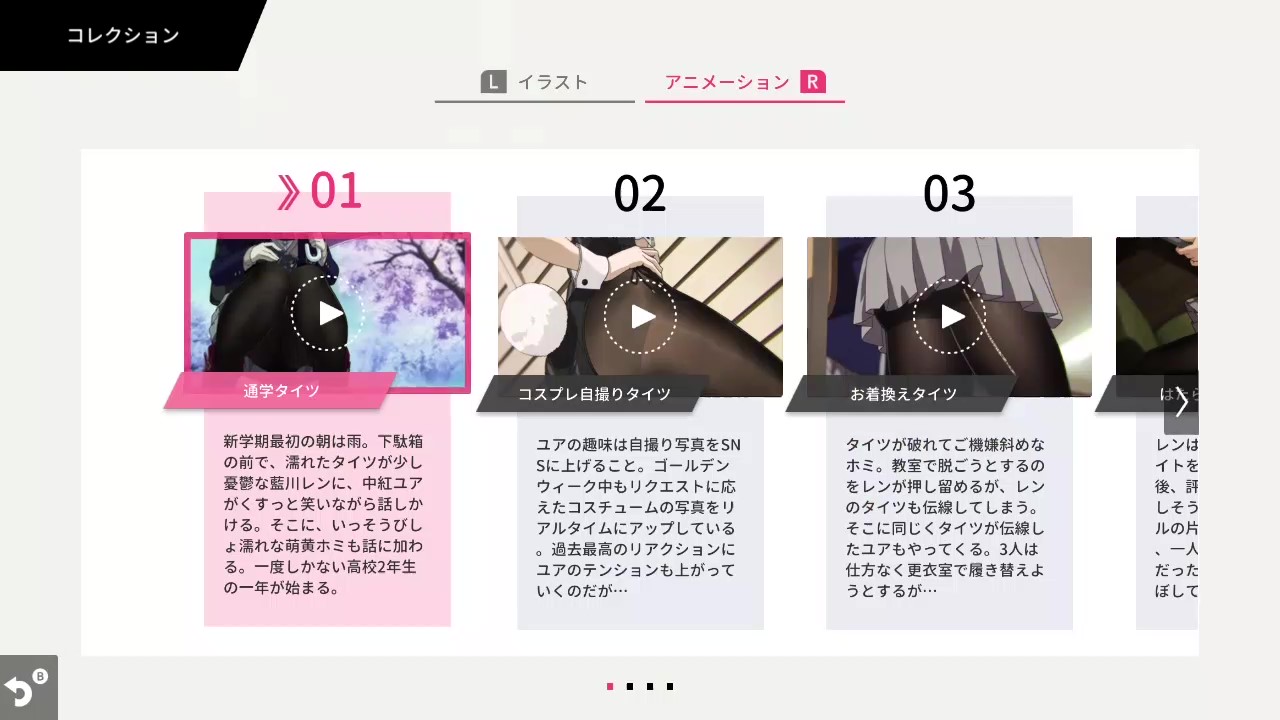 コレクション
L イラスト
アニメーション R
01
02
03
通学タイツ
コスプレ自撮りタイツ
お着換えタイツ
はたら
新学期最初の朝は雨。下駄箱
の前で、濡れたタイツが少し
憂鬱な藍川レンに、中紅ユア
がくすっと笑いながら話しか
ける。そこに、いっそうびし
ょ濡れな萌黄ホミも話に加わ
る。一度しかない高校2年生
の一年が始まる。
ユアの趣味は自撮り写真をSN
Sに上げること。ゴールデン
ウィーク中もリクエストに応
えたコスチュームの写真をリ
アルタイムにアップしている
。過去最高のリアクションに
ユアのテンションも上がって
いくのだが…
タイツが破れてご機嫌斜めな
ホミ。教室で脱ごうとするの
をレンが押し留めるが、レン
のタイツも伝線してしまう。
そこに同じくタイツが伝線し
たユアもやってくる。3人は
仕方なく更衣室で履き替えよ
うとするが…
レンは
イトを
後、評
しそう
ルの片
、一人
だった
ぼして
B